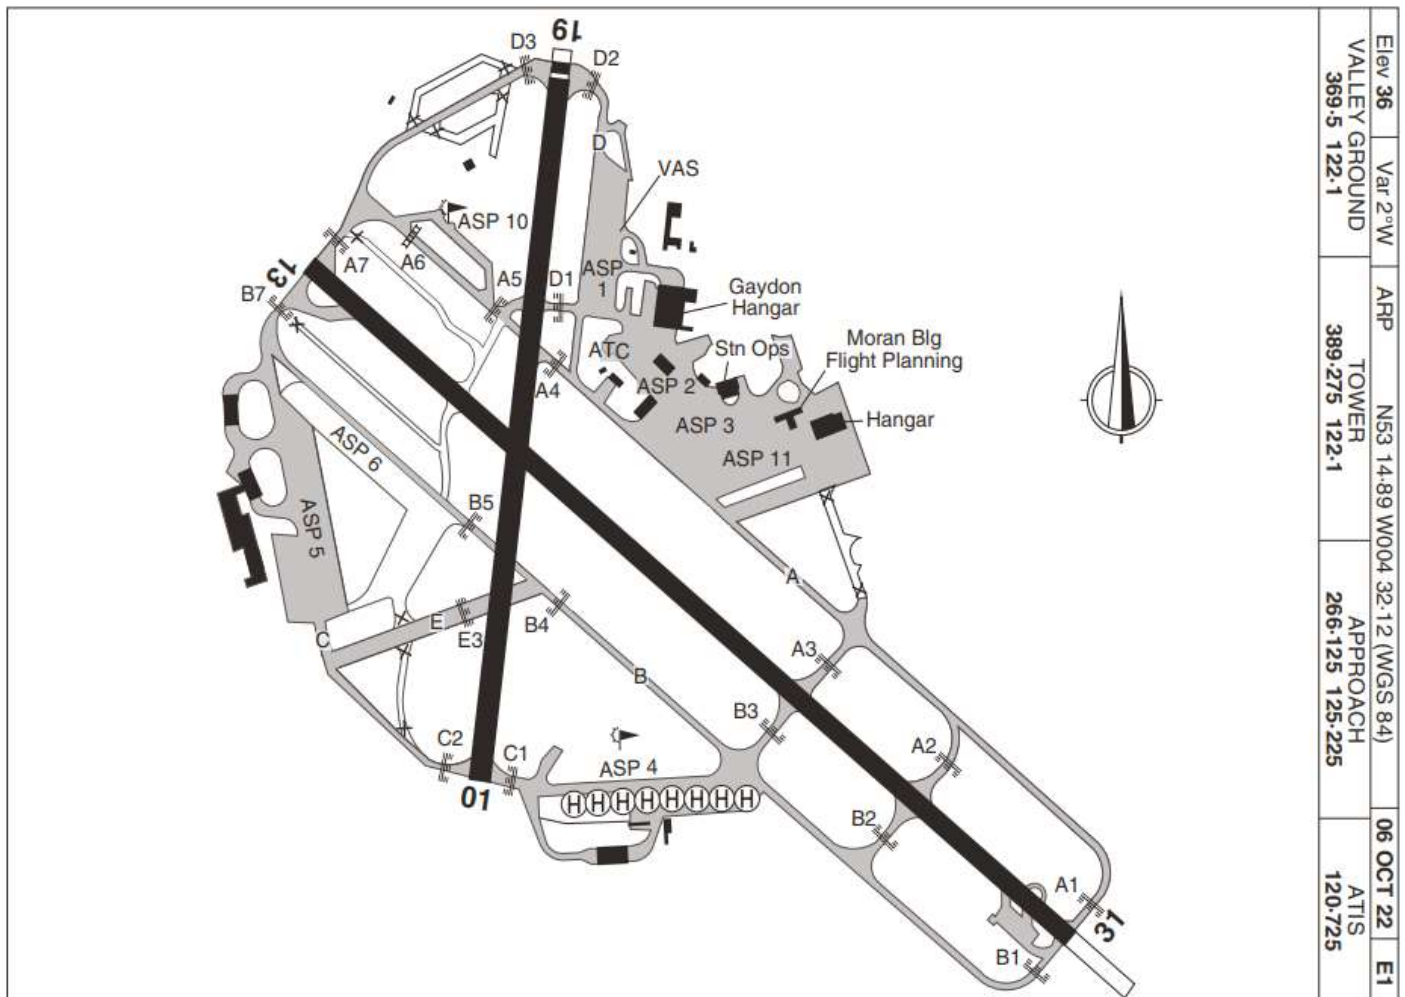 Elev 36
Var 2°W
ARP N53 14·89 W004 32·12 (WGS 84)
06 OCT 22
E1
VALLEY GROUND
369·5 122·1
TOWER
389·275 122·1
APPROACH
266·125 125·225
ATIS
120·725
19
D3
D2
D
VAS
ASP 10
A7
A6
A5
D1
ASP
1
13
B7
Gaydon
Hangar
ATC
Stn Ops
Moran Blg
Flight Planning
A4
ASP 2
ASP 3
Hangar
ASP 6
ASP 11
ASP 5
B5
A
C
E
E3
B4
A3
B
B3
C2
C1
ASP 4
A2
01
H H H H H H H H
B2
A1
31
B1